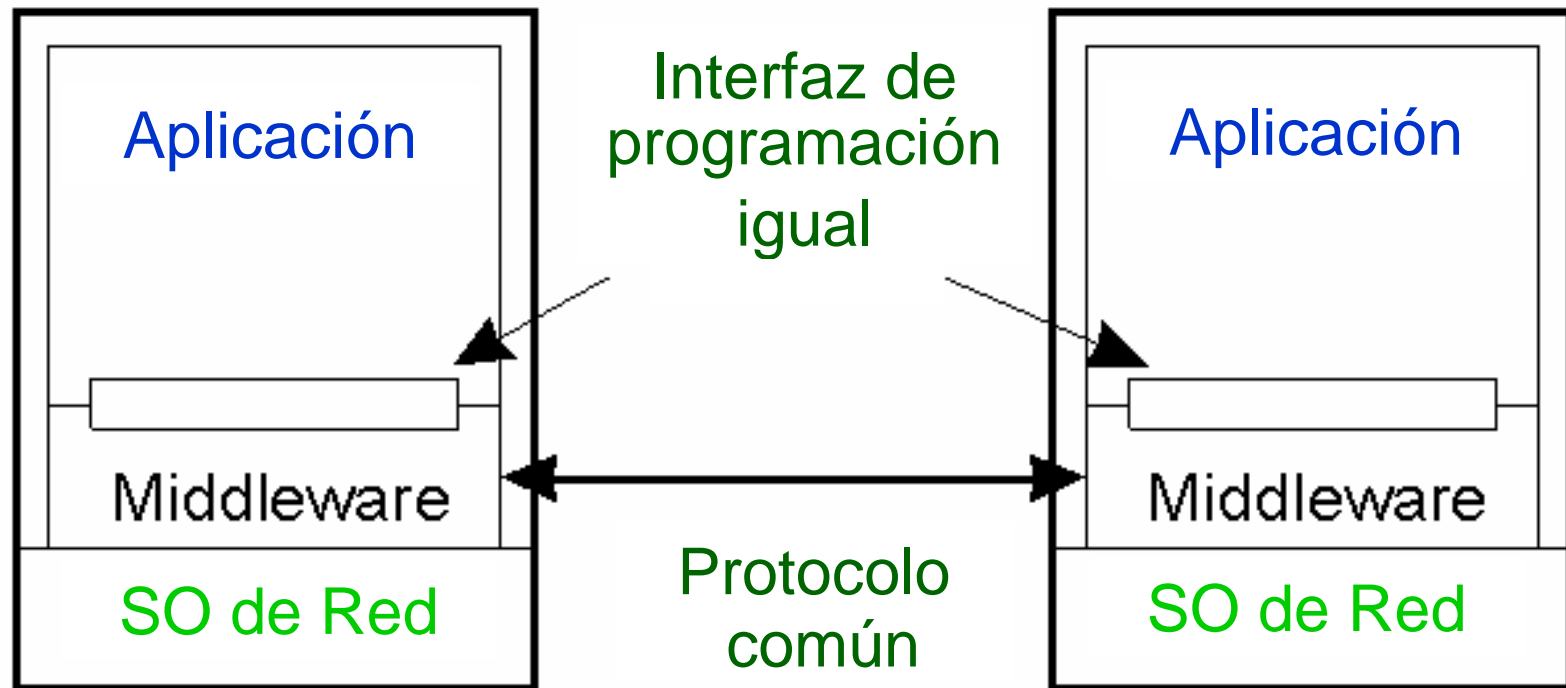 Aplicación
Interfaz de
programación
igual
Aplicación
Middleware
Middleware
Protocolo
común
SO de Red
SO de Red